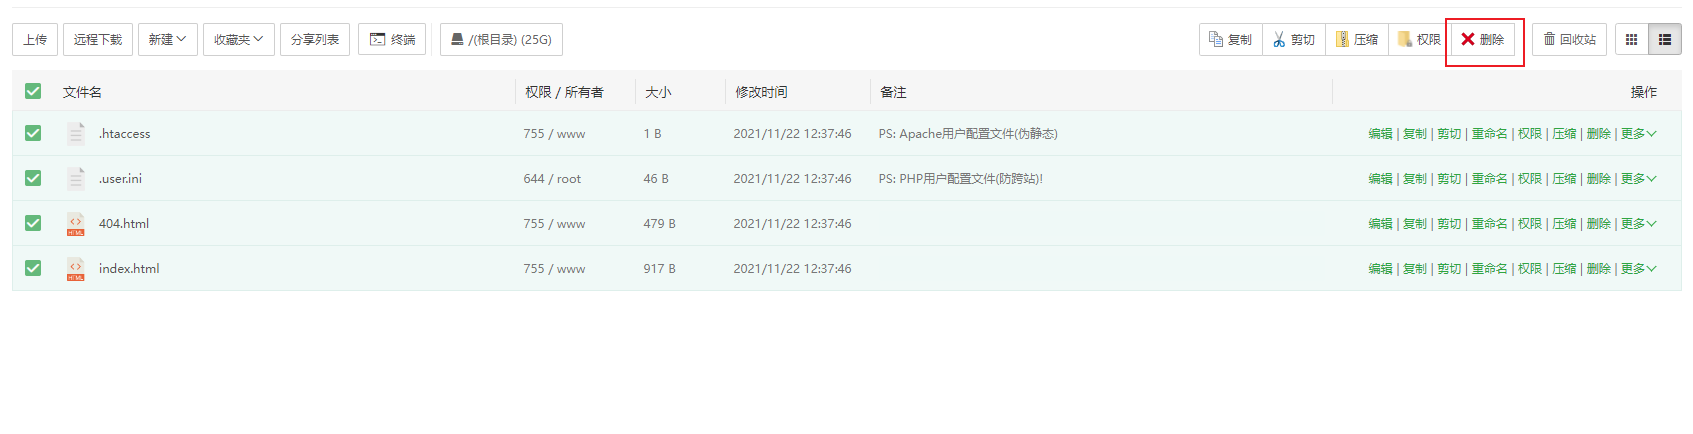 上传 远程下载 新建 收藏夹 分享列表 终端 /(根目录) (25G) 复制 剪切 压缩 权限 删除 回收站
文件名 权限 / 所有者 大小 修改时间 备注 操作
.htaccess 755 / www 1 B 2021/11/22 12:37:46 PS: Apache用户配置文件(伪静态) 编辑 | 复制 | 剪切 | 重命名 | 权限 | 压缩 | 删除 | 更多
.user.ini 644 / root 46 B 2021/11/22 12:37:46 PS: PHP用户配置文件(防跨站)! 编辑 | 复制 | 剪切 | 重命名 | 权限 | 压缩 | 删除 | 更多
HTML 404.html 755 / www 479 B 2021/11/22 12:37:46 编辑 | 复制 | 剪切 | 重命名 | 权限 | 压缩 | 删除 | 更多
HTML index.html 755 / www 917 B 2021/11/22 12:37:46 编辑 | 复制 | 剪切 | 重命名 | 权限 | 压缩 | 删除 | 更多